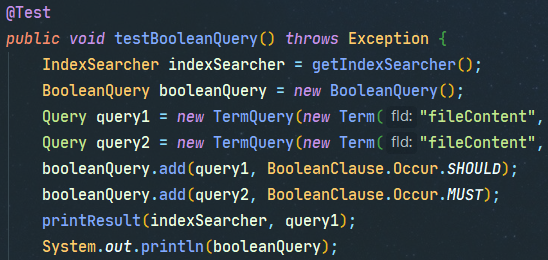 @Test
public void testBooleanQuery() throws Exception {
IndexSearcher indexSearcher = getIndexSearcher();
BooleanQuery booleanQuery = new BooleanQuery();
Query query1 = new TermQuery(new Term( fld: "fileContent",
Query query2 = new TermQuery(new Term( fld: "fileContent",
booleanQuery.add(query1, BooleanClause.Occur.SHOULD);
booleanQuery.add(query2, BooleanClause.Occur.MUST);
printResult(indexSearcher, query1);
System.out.println(booleanQuery);